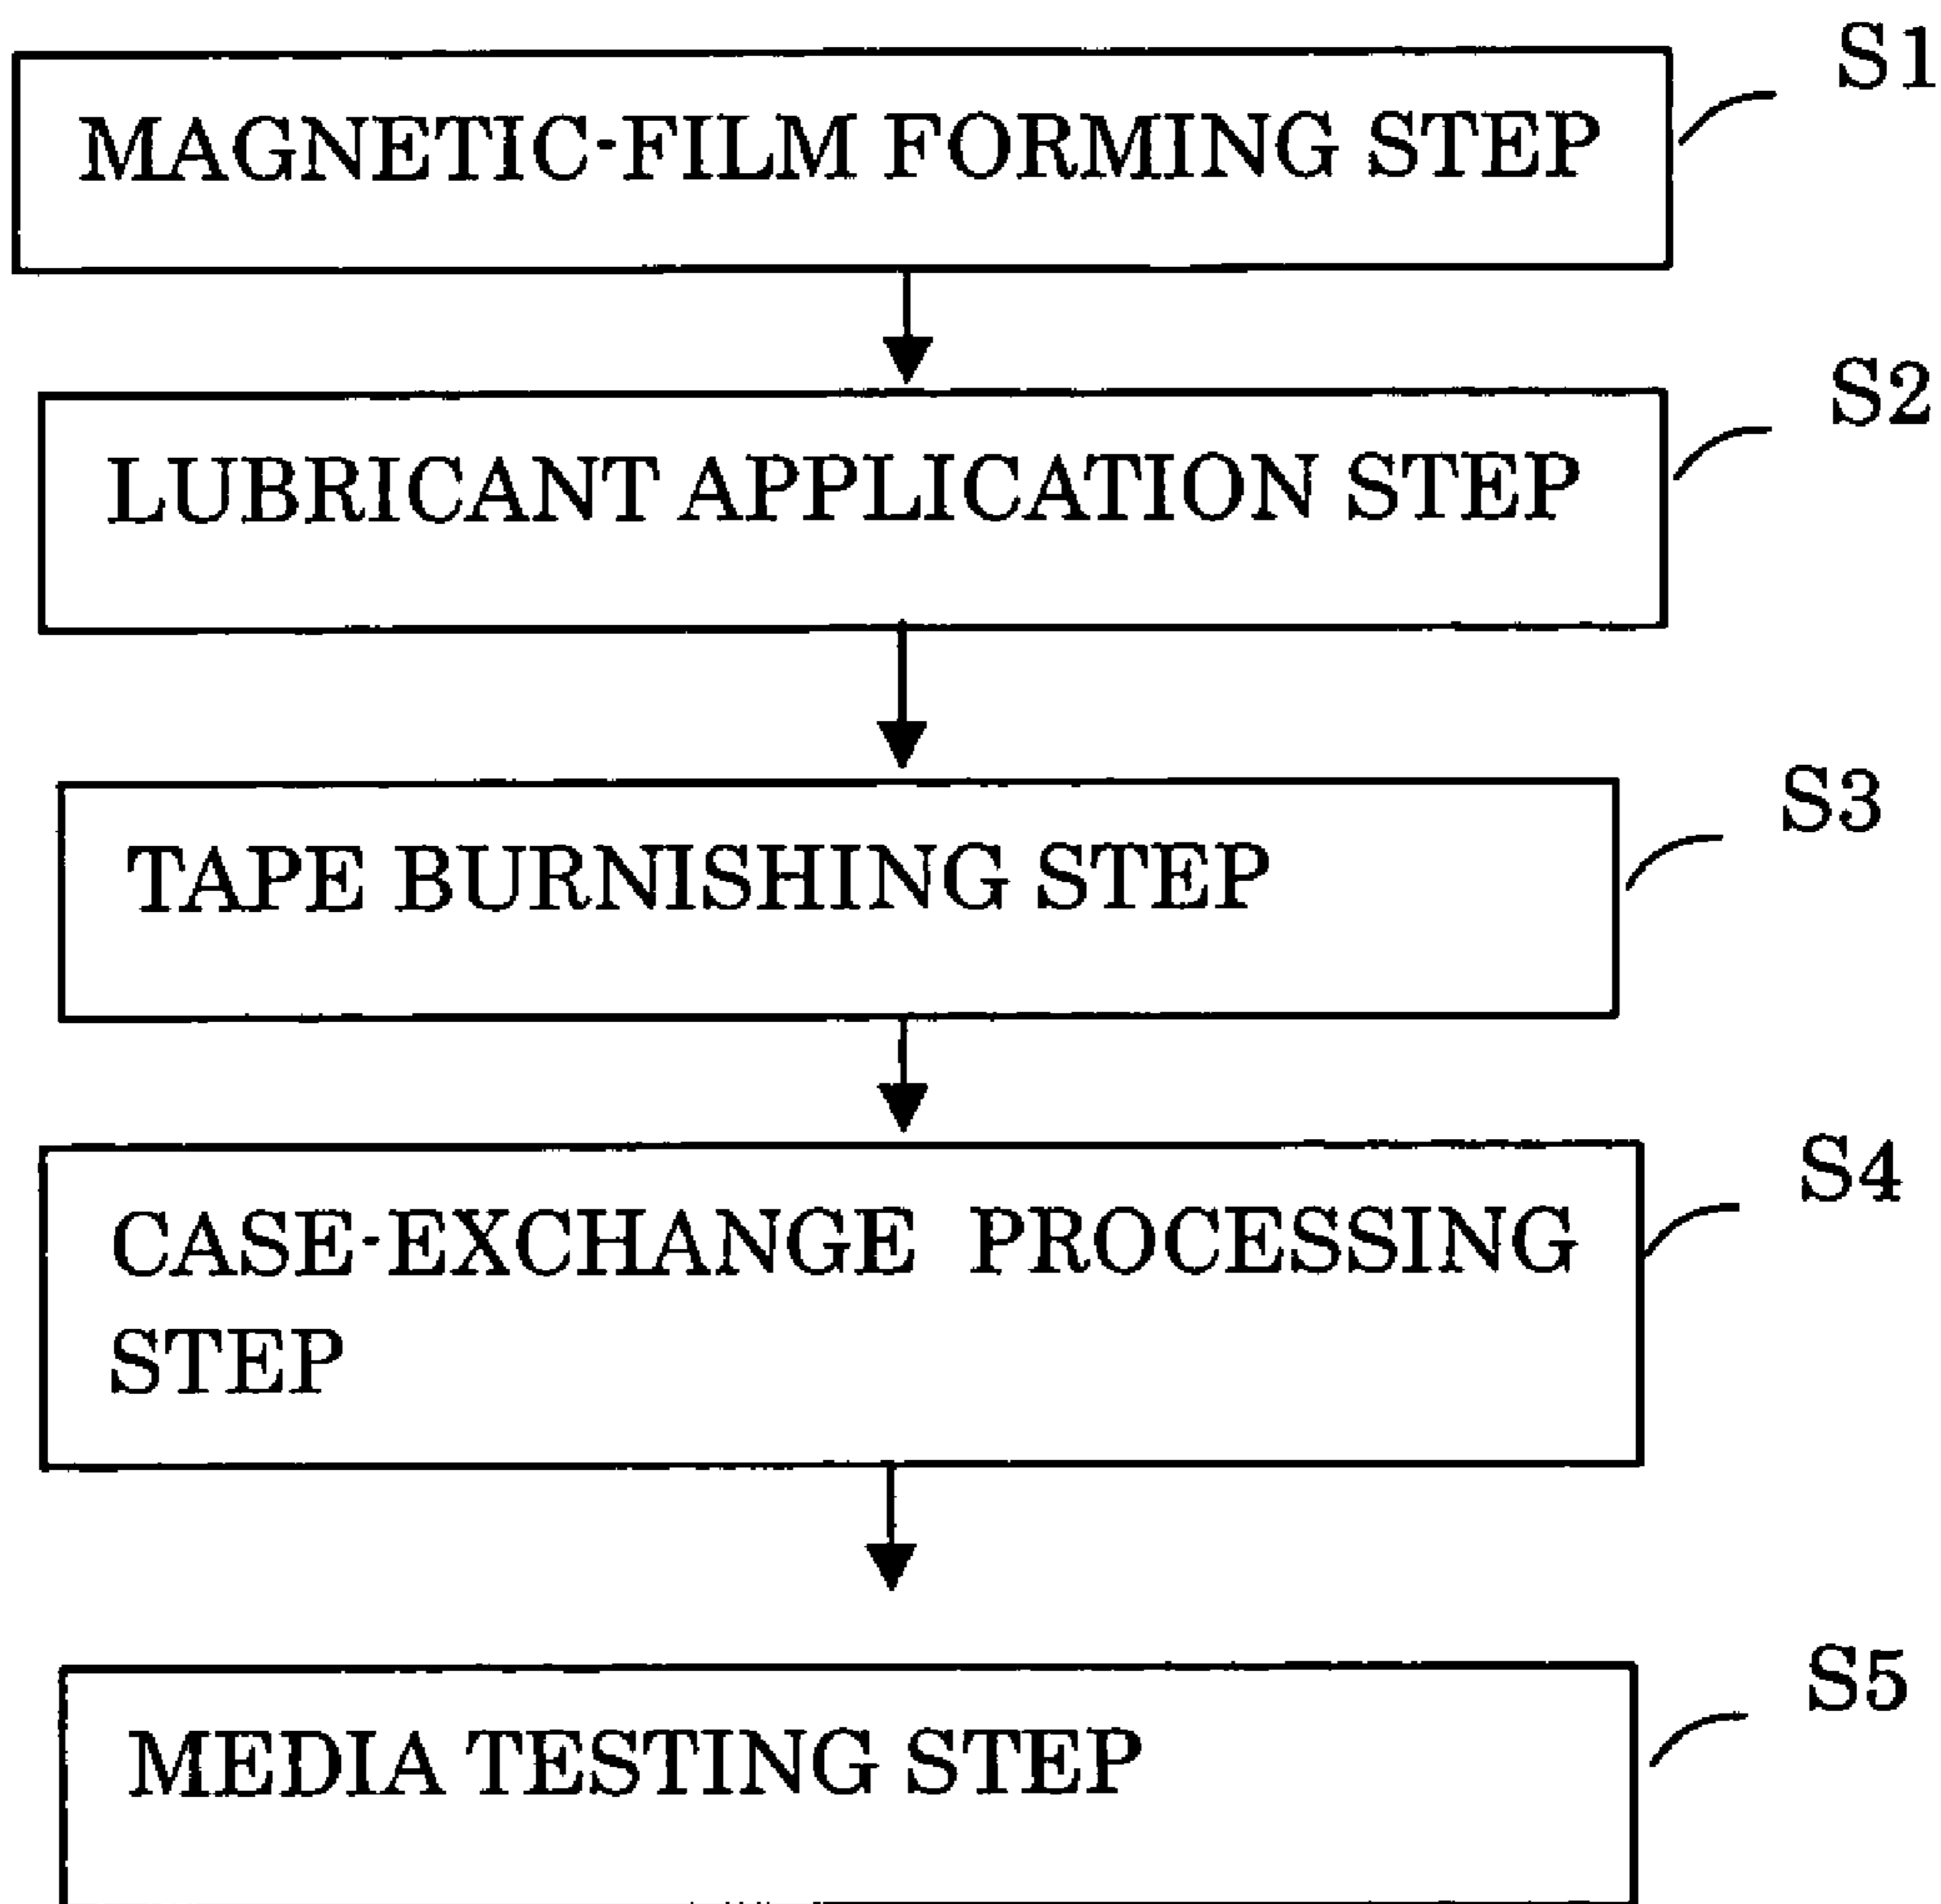 S1
MAGNETIC-FILM FORMING STEP
S2
LUBRICANT APPLICATION STEP
S3
TAPE BURNISHING STEP
S4
CASE-EXCHANGE PROCESSING
STEP
S5
MEDIA TESTING STEP